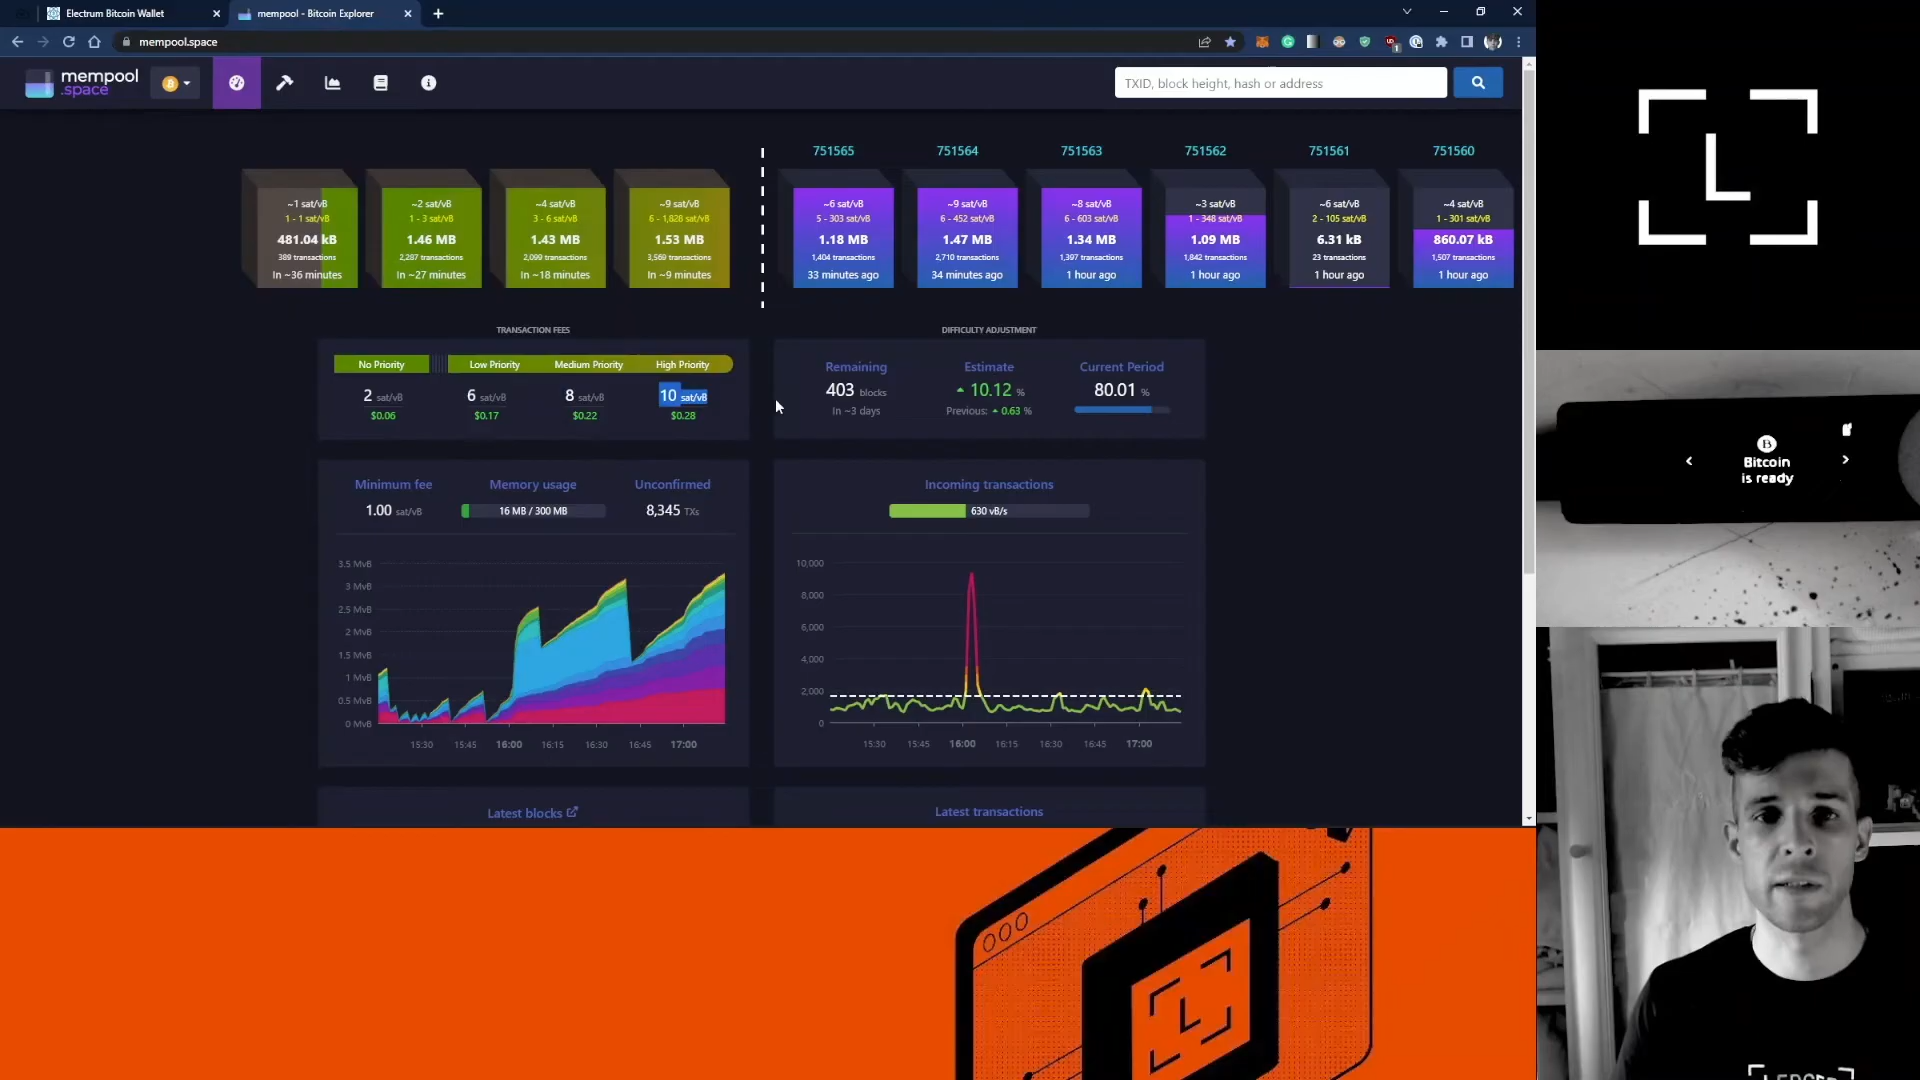 Electrum Bitcoin Wallet
mempool - Bitcoin Explorer
mempool.space
mempool
.space
TXID, block height, hash or address
751565
751564
751563
751562
751561
751560
~1 sat/vB
1 - 1 sat/vB
481.04 kB
389 transactions
In ~36 minutes
~2 sat/vB
1 - 3 sat/vB
1.46 MB
2,287 transactions
In ~27 minutes
~4 sat/vB
3 - 6 sat/vB
1.43 MB
2,099 transactions
In ~18 minutes
~9 sat/vB
6 - 1,828 sat/vB
1.53 MB
3,569 transactions
In ~9 minutes
~6 sat/vB
5 - 303 sat/vB
1.18 MB
1,404 transactions
33 minutes ago
~9 sat/vB
6 - 452 sat/vB
1.47 MB
2,710 transactions
34 minutes ago
~8 sat/vB
6 - 603 sat/vB
1.34 MB
1,397 transactions
1 hour ago
~3 sat/vB
1 - 348 sat/vB
1.09 MB
1,842 transactions
1 hour ago
~6 sat/vB
2 - 105 sat/vB
6.31 kB
23 transactions
1 hour ago
~4 sat/vB
1 - 301 sat/vB
860.07 kB
1,507 transactions
1 hour ago
TRANSACTION FEES
No Priority
Low Priority
Medium Priority
High Priority
2 sat/vB
6 sat/vB
8 sat/vB
10 sat/vB
$0.06
$0.17
$0.22
$0.28
DIFFICULTY ADJUSTMENT
Remaining
Estimate
Current Period
403 blocks
10.12 %
80.01 %
In ~3 days
Previous: 0.63 %
Minimum fee
Memory usage
Unconfirmed
1.00 sat/vB
16 MB / 300 MB
8,345 TXs
3.5 MvB
3 MvB
2.5 MvB
2 MvB
1.5 MvB
1 MvB
0.5 MvB
0 MvB
15:30
15:45
16:00
16:15
16:30
16:45
17:00
Incoming transactions
630 vB/s
10,000
8,000
6,000
4,000
2,000
0
15:30
15:45
16:00
16:15
16:30
16:45
17:00
Latest blocks
Latest transactions
L
B
Bitcoin
is ready
L